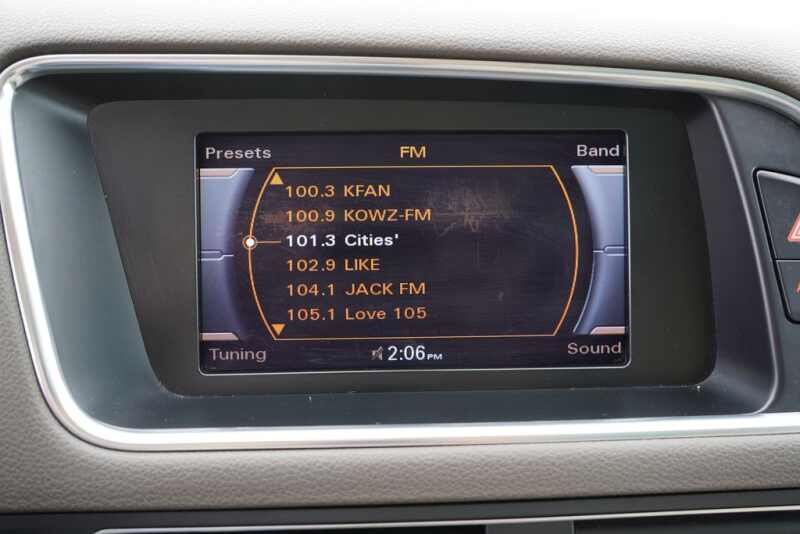 Presets FM Band
100.3 KFAN
100.9 KOWZ-FM
101.3 Cities'
102.9 LIKE
104.1 JACK FM
105.1 Love 105
Tuning 2:06PM Sound